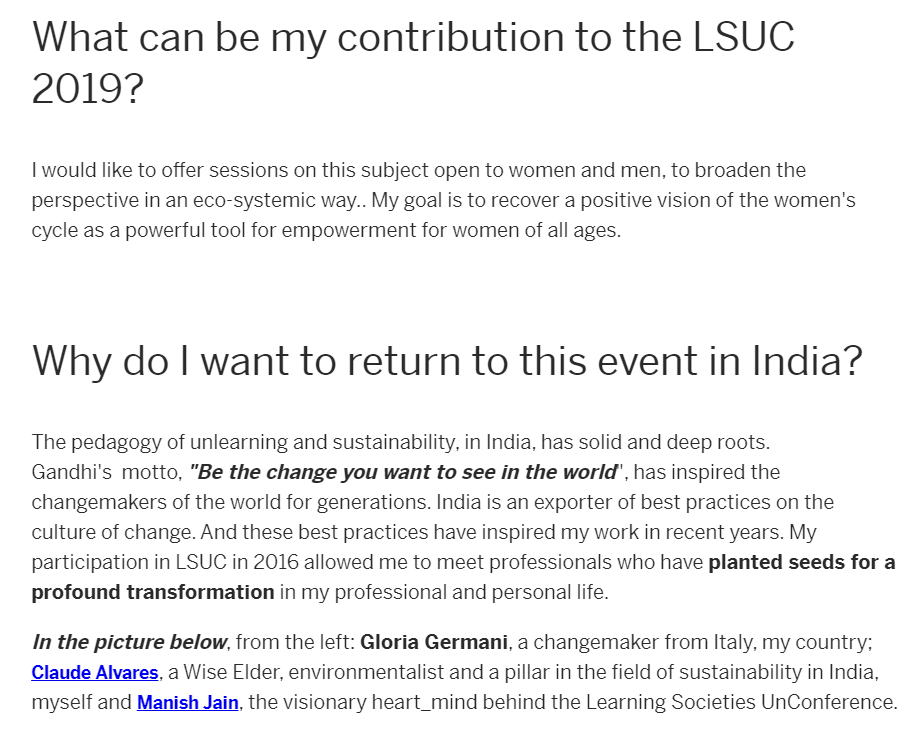 What can be my contribution to the LSUC
2019?
I would like to offer sessions on this subject open to women and men, to broaden the
perspective in an eco-systemic way.. My goal is to recover a positive vision of the women's
cycle as a powerful tool for empowerment for women of all ages.
Why do I want to return to this event in India?
The pedagogy of unlearning and sustainability, in India, has solid and deep roots.
Gandhi's  motto, "Be the change you want to see in the world", has inspired the
changemakers of the world for generations. India is an exporter of best practices on the
culture of change. And these best practices have inspired my work in recent years. My
participation in LSUC in 2016 allowed me to meet professionals who have planted seeds for a
profound transformation in my professional and personal life.
In the picture below, from the left: Gloria Germani, a changemaker from Italy, my country;
Claude Alvares, a Wise Elder, environmentalist and a pillar in the field of sustainability in India,
myself and Manish Jain, the visionary heart_mind behind the Learning Societies UnConference.